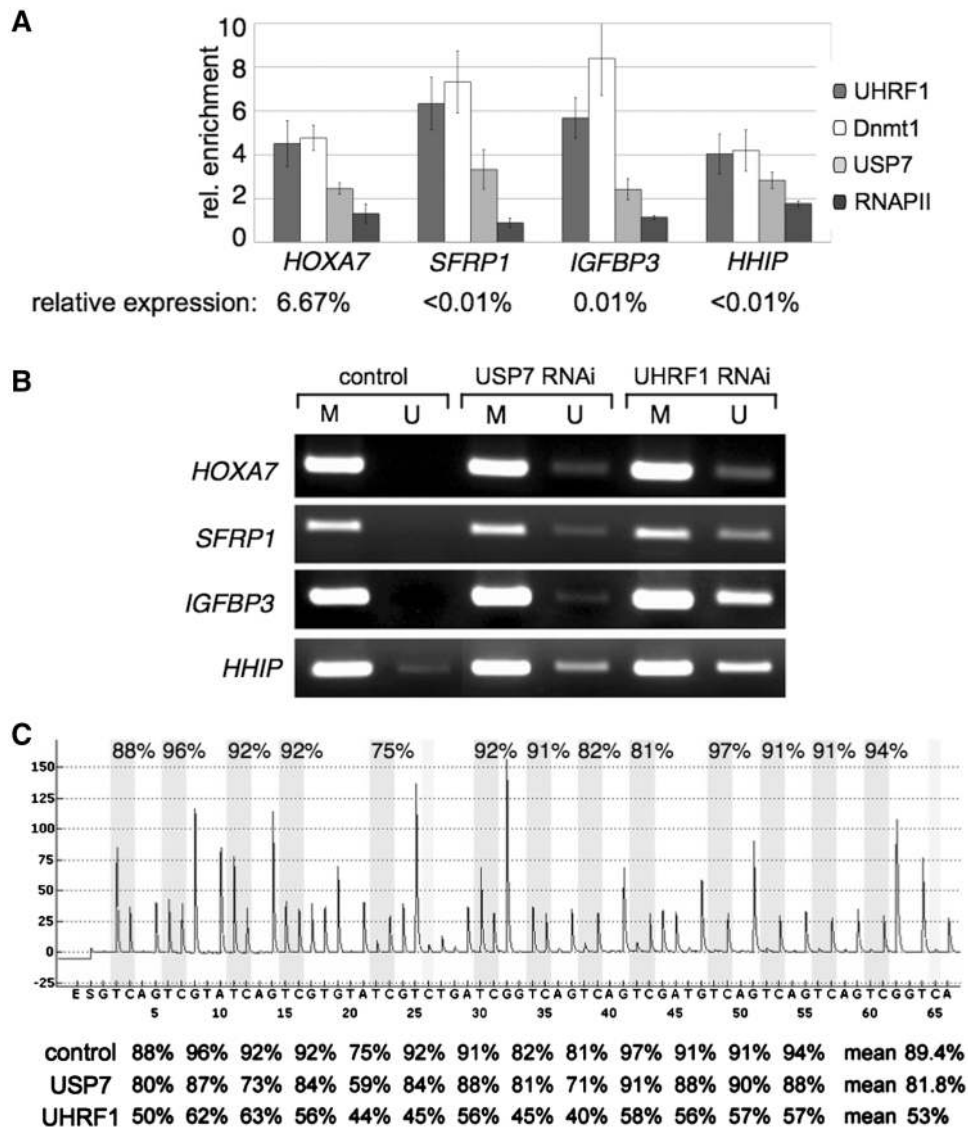 A
rel. enrichment
10
8
6
4
2
0
UHRF1
Dnmt1
USP7
RNAPII
HOXA7 SFRP1 IGFBP3 HHIP
relative expression: 6.67% <0.01% 0.01% <0.01%
B
control USP7 RNAi UHRF1 RNAi
M U M U M U
HOXA7
SFRP1
IGFBP3
HHIP
C
88% 96% 92% 92% 75% 92% 91% 82% 81% 97% 91% 91% 94%
150
125
100
75
50
25
0
-25
E S G T C A G T C G T A T C A G T C G T G T A T C G T C T G A T C G G T C A G T C A G T C G A T G T C A G T C A G T C A G T C G G T C A
5 10 15 20 25 30 35 40 45 50 55 60 65
control 88% 96% 92% 92% 75% 92% 91% 82% 81% 97% 91% 91% 94% mean 89.4%
USP7 80% 87% 73% 84% 59% 84% 88% 81% 71% 91% 88% 90% 88% mean 81.8%
UHRF1 50% 62% 63% 56% 44% 45% 56% 45% 40% 58% 56% 57% 57% mean 53%